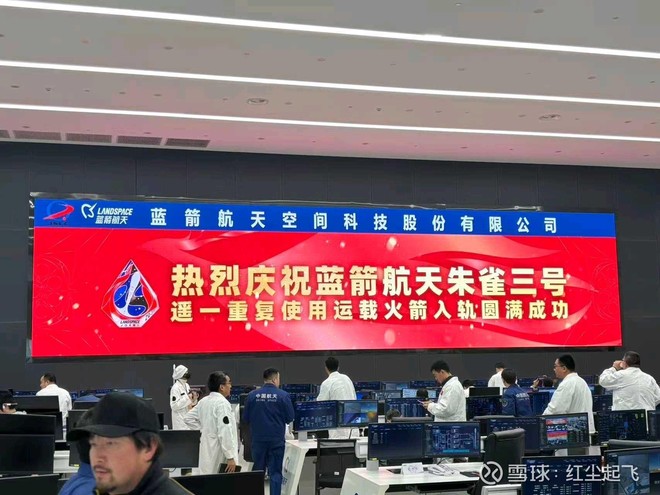 LANDSPACE
蓝箭航天
蓝箭航天空间科技股份有限公司
热烈庆祝蓝箭航天朱雀三号
遥一重复使用运载火箭入轨圆满成功
LANDSPACE
中国航天
雪球：红尘起飞